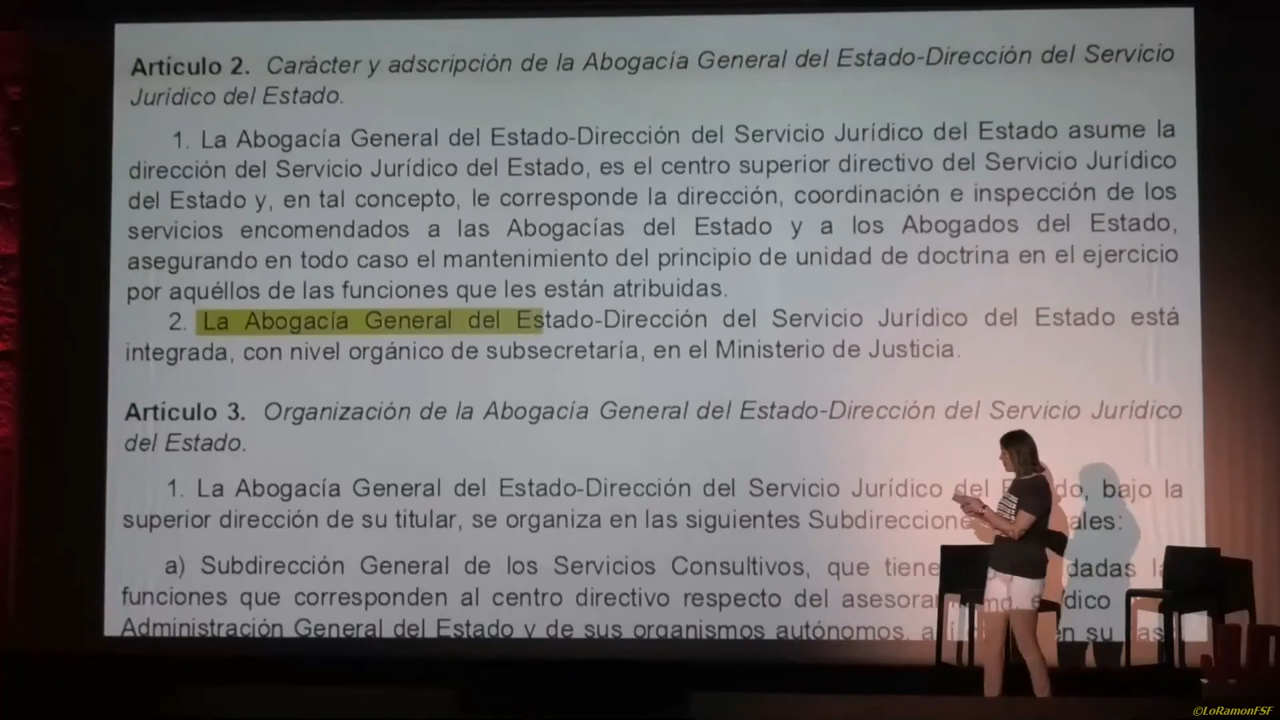 Artículo 2. Carácter y adscripción de la Abogacía General del Estado-Dirección del Servicio
Jurídico del Estado.
1. La Abogacía General del Estado-Dirección del Servicio Jurídico del Estado asume la
dirección del Servicio Jurídico del Estado, es el centro superior directivo del Servicio Jurídico
del Estado y, en tal concepto, le corresponde la dirección, coordinación e inspección de los
servicios encomendados a las Abogacías del Estado y a los Abogados del Estado,
asegurando en todo caso el mantenimiento del principio de unidad de doctrina en el ejercicio
por aquéllos de las funciones que les están atribuidas.
2. La Abogacía General del Estado-Dirección del Servicio Jurídico del Estado está
integrada, con nivel orgánico de subsecretaría, en el Ministerio de Justicia.
Artículo 3. Organización de la Abogacía General del Estado-Dirección del Servicio Jurídico
del Estado.
1. La Abogacía General del Estado-Dirección del Servicio Jurídico del bajo la
superior dirección de su titular, se organiza en las siguientes
a) Subdirección General de los Servicios Consultivos, que
funciones que corresponden al centro directivo respecto del
Administración General del Estado y de sus organismos autónomos,
©LoRamonFSF